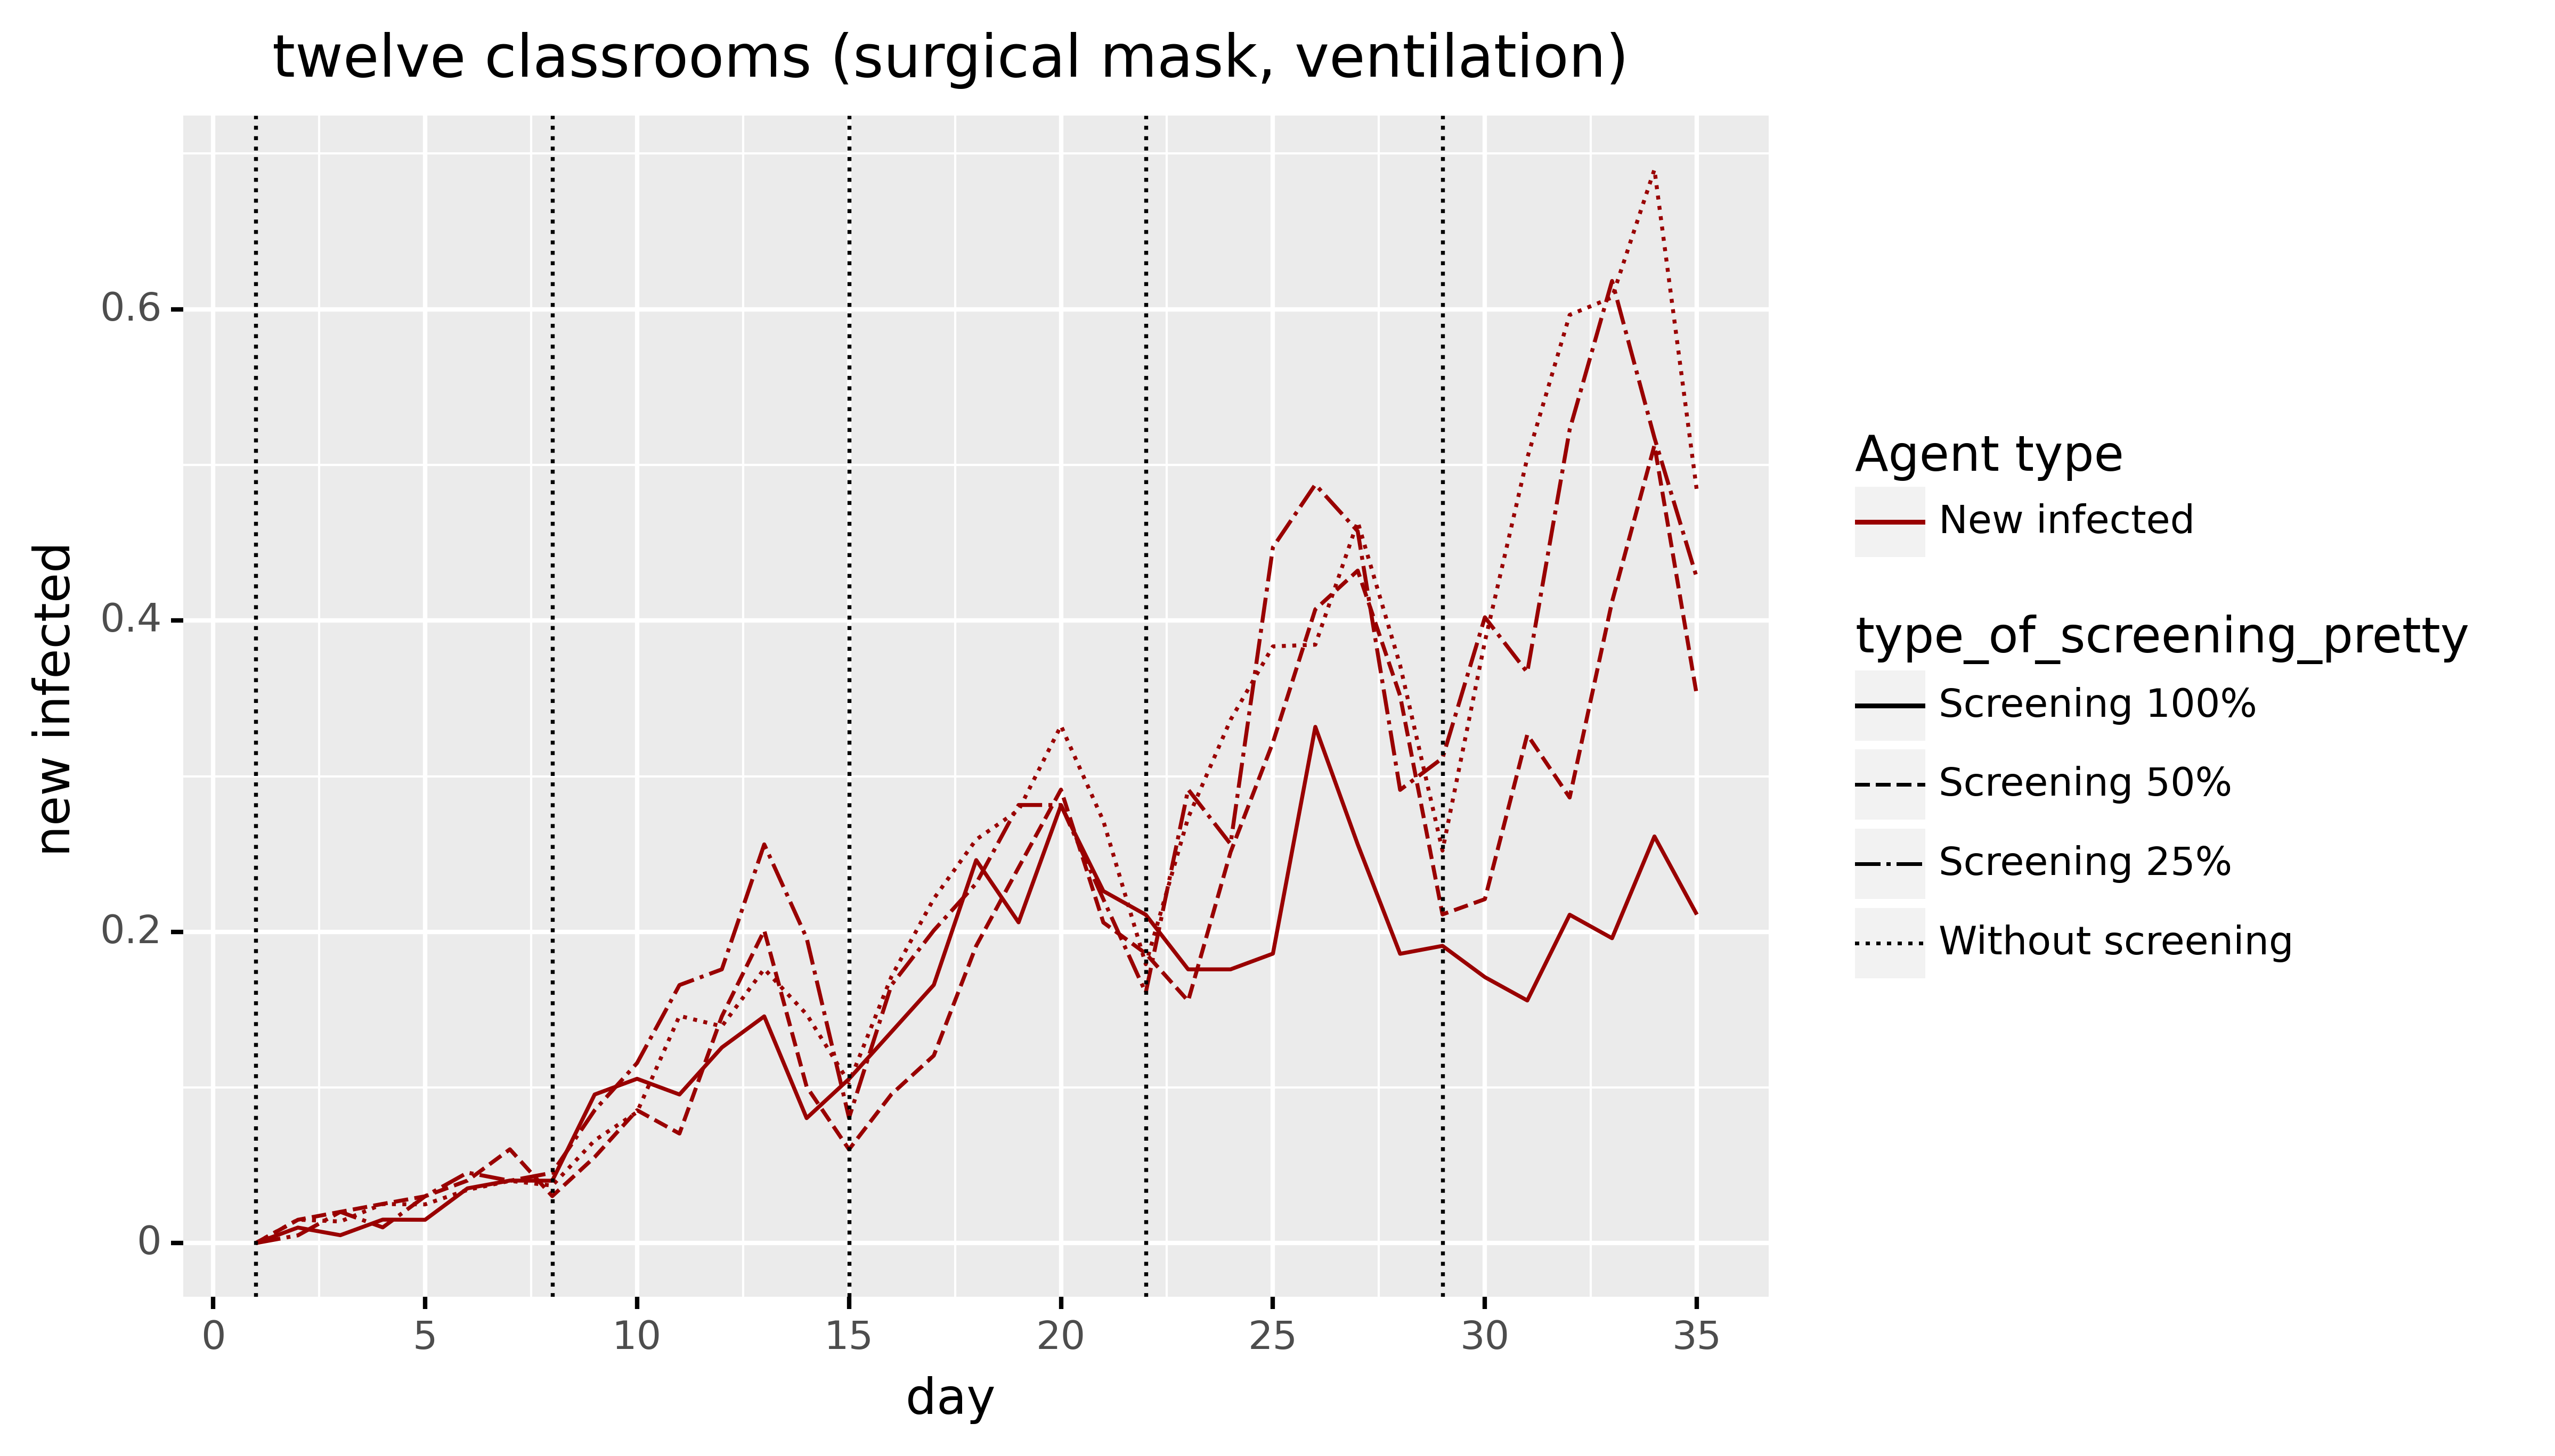 twelve classrooms (surgical mask, ventilation)
new infected
0.6
0.4
0.2
0
0 5 10 15 20 25 30 35
day
Agent type
New infected
type_of_screening_pretty
Screening 100%
Screening 50%
Screening 25%
Without screening